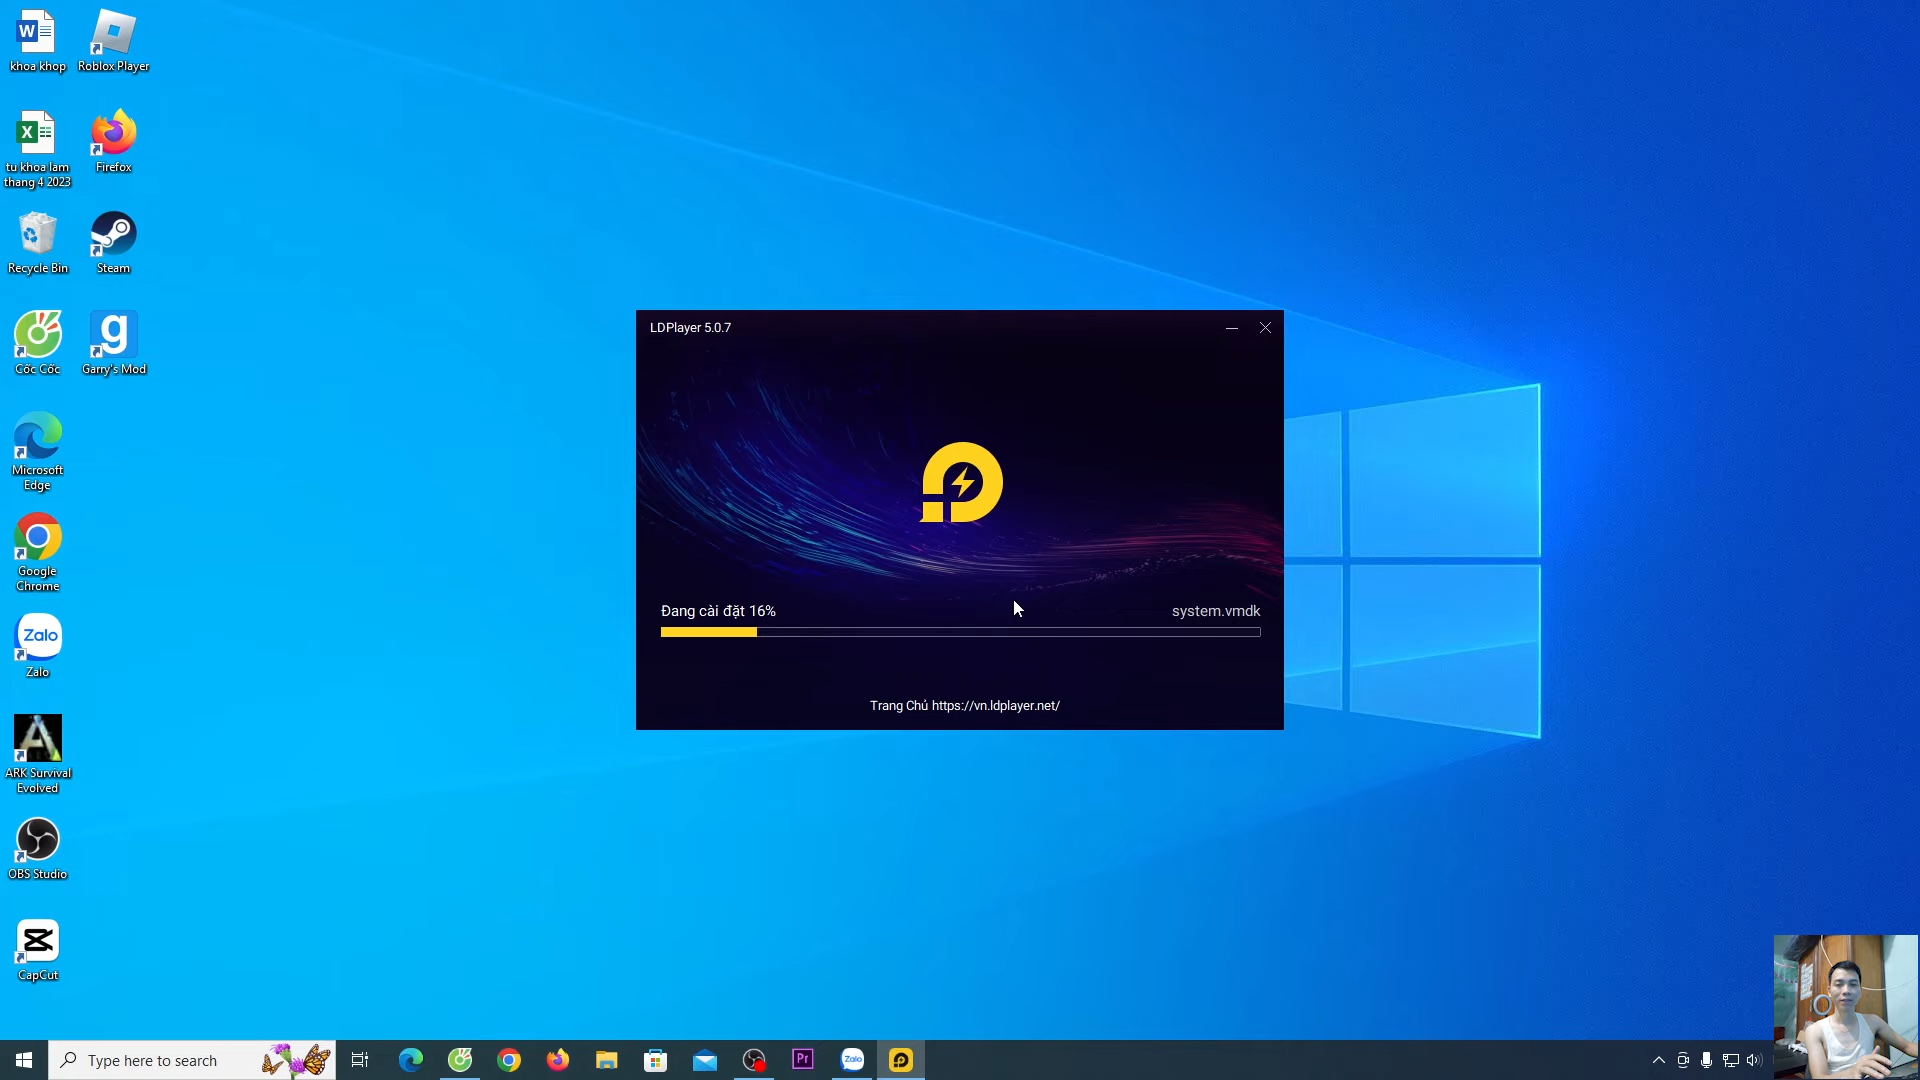 khoa khop
Roblox Player
tu khoa lam
thang 4 2023
Firefox
Recycle Bin
Steam
Cốc Cốc
Garry's Mod
Microsoft
Edge
Google
Chrome
Zalo
Zalo
ARK Survival
Evolved
OBS Studio
CapCut
LDPlayer 5.0.7
Đang cài đặt 16%
system.vmdk
Trang Chủ https://vn.ldplayer.net/
Type here to search
Pr
Zalo